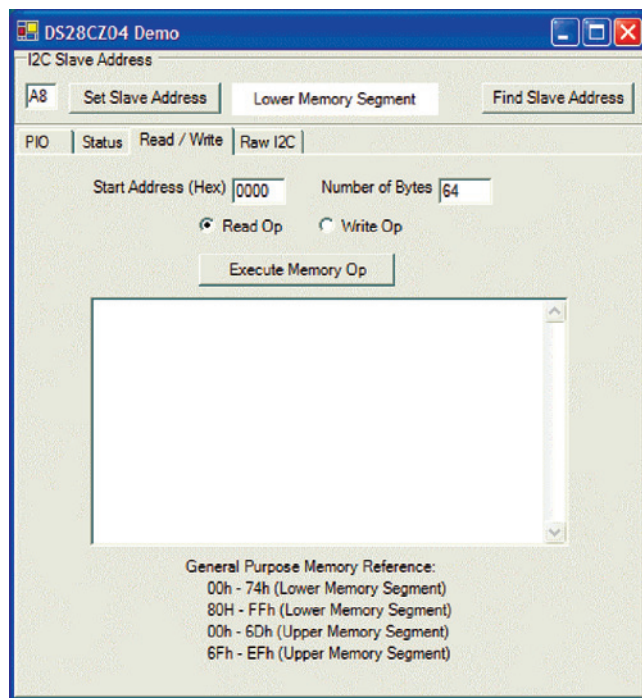 DS28CZ04 Demo
I2C Slave Address
A8 Set Slave Address Lower Memory Segment Find Slave Address
PIO Status Read / Write Raw I2C
Start Address (Hex) 0000 Number of Bytes 64
Read Op Write Op
Execute Memory Op
General Purpose Memory Reference:
00h - 74h (Lower Memory Segment)
80H - FFh (Lower Memory Segment)
00h - 6Dh (Upper Memory Segment)
6Fh - EFh (Upper Memory Segment)